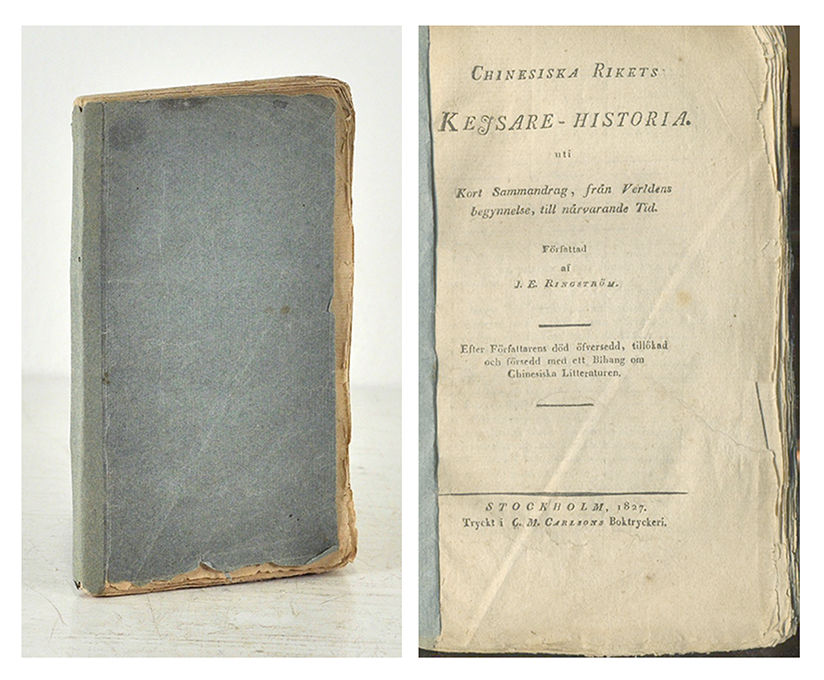 CHINESISKA RIKETS
KEJSARE-HISTORIA.
uti
Kort Sammandrag, från Verldens
begynnelse, till nårvarande Tid.
Författad
af
J. E. RINGSTRÖM.
Efter Författarens död öfversedd, tillökad
och försedd med ett Bihang om
Chinesiska Litteraturen.
STOCKHOLM, 1827.
Tryckt i C. M. CARLSONS Boktryckeri.